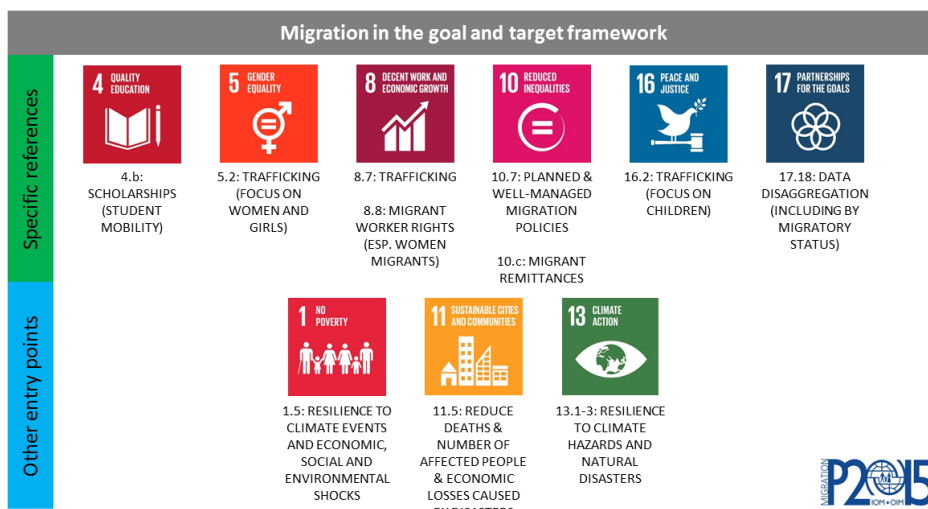 Migration in the goal and target framework
Specific references
4 QUALITY
EDUCATION
4.b:
SCHOLARSHIPS
(STUDENT
MOBILITY)
5 GENDER
EQUALITY
5.2: TRAFFICKING
(FOCUS ON
WOMEN AND
GIRLS)
8 DECENT WORK AND
ECONOMIC GROWTH
8.7: TRAFFICKING
8.8: MIGRANT
WORKER RIGHTS
(ESP. WOMEN
MIGRANTS)
10 REDUCED
INEQUALITIES
10.7: PLANNED &
WELL-MANAGED
MIGRATION
POLICIES
10.c: MIGRANT
REMITTANCES
16 PEACE AND
JUSTICE
16.2: TRAFFICKING
(FOCUS ON
CHILDREN)
17 PARTNERSHIPS
FOR THE GOALS
17.18: DATA
DISAGGREGATION
(INCLUDING BY
MIGRATORY
STATUS)
Other entry points
1 NO
POVERTY
1.5: RESILIENCE TO
CLIMATE EVENTS
AND ECONOMIC,
SOCIAL AND
ENVIRONMENTAL
SHOCKS
11 SUSTAINABLE CITIES
AND COMMUNITIES
11.5: REDUCE
DEATHS &
NUMBER OF
AFFECTED PEOPLE
& ECONOMIC
LOSSES CAUSED
BY DISASTERS
13 CLIMATE
ACTION
13.1-3: RESILIENCE
TO CLIMATE
HAZARDS AND
NATURAL
DISASTERS
MIGRATION
P2015
IOM • OIM